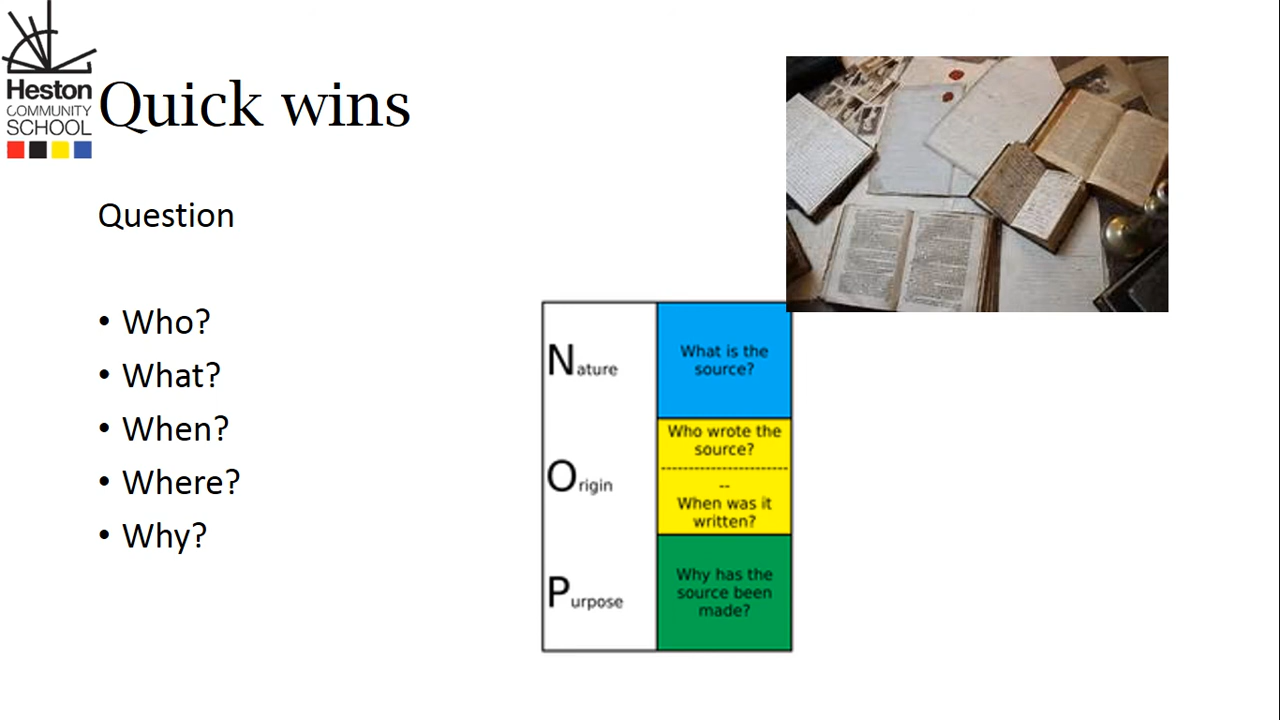 Heston
COMMUNITY
SCHOOL
Quick wins
Question
• Who?
• What?
• When?
• Where?
• Why?
Nature
What is the
source?
Origin
Who wrote the
source?
--------------------
--
When was it
written?
Purpose
Why has the
source been
made?